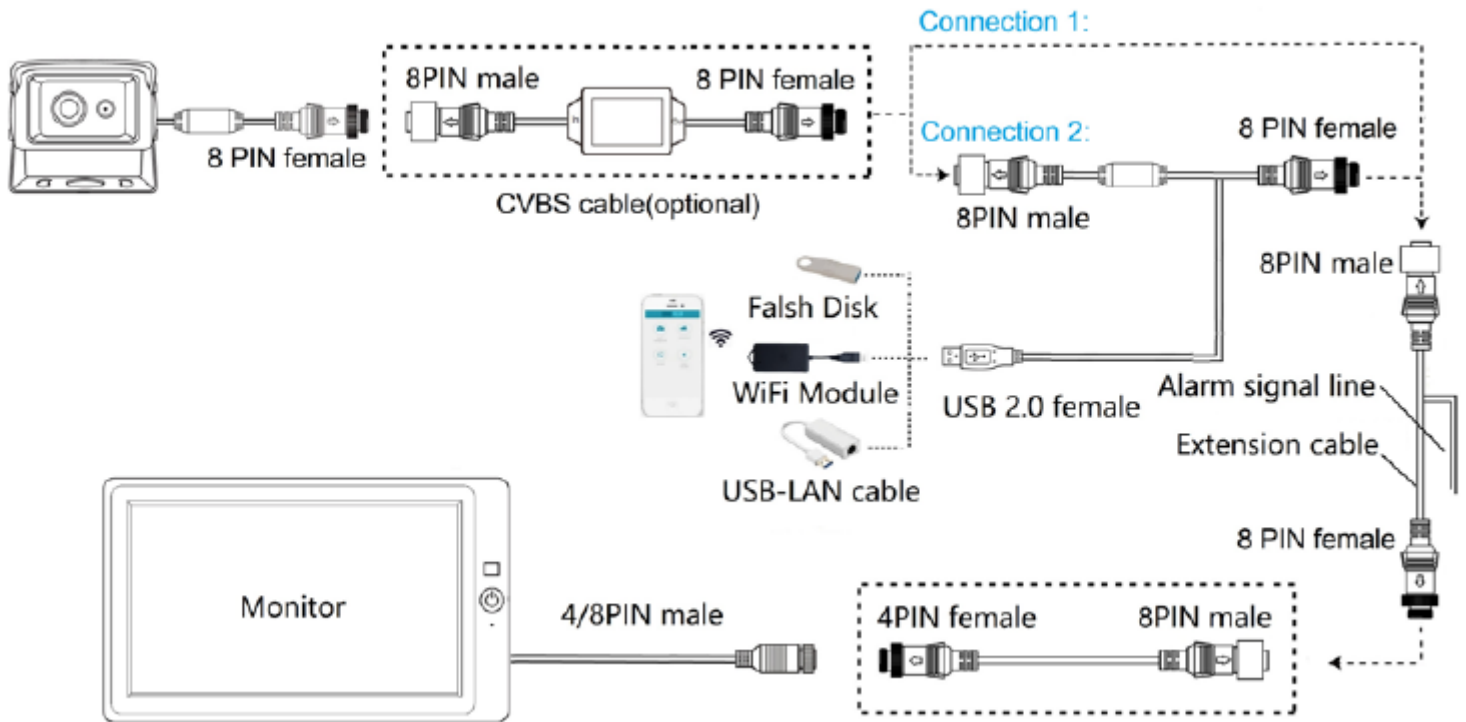 Connection 1:
8PIN male
8 PIN female
8 PIN female
CVBS cable(optional)
Connection 2:
8 PIN female
8PIN male
8PIN male
Falsh Disk
WiFi Module
USB 2.0 female
USB-LAN cable
Alarm signal line
Extension cable
8 PIN female
Monitor
4/8PIN male
4PIN female
8PIN male